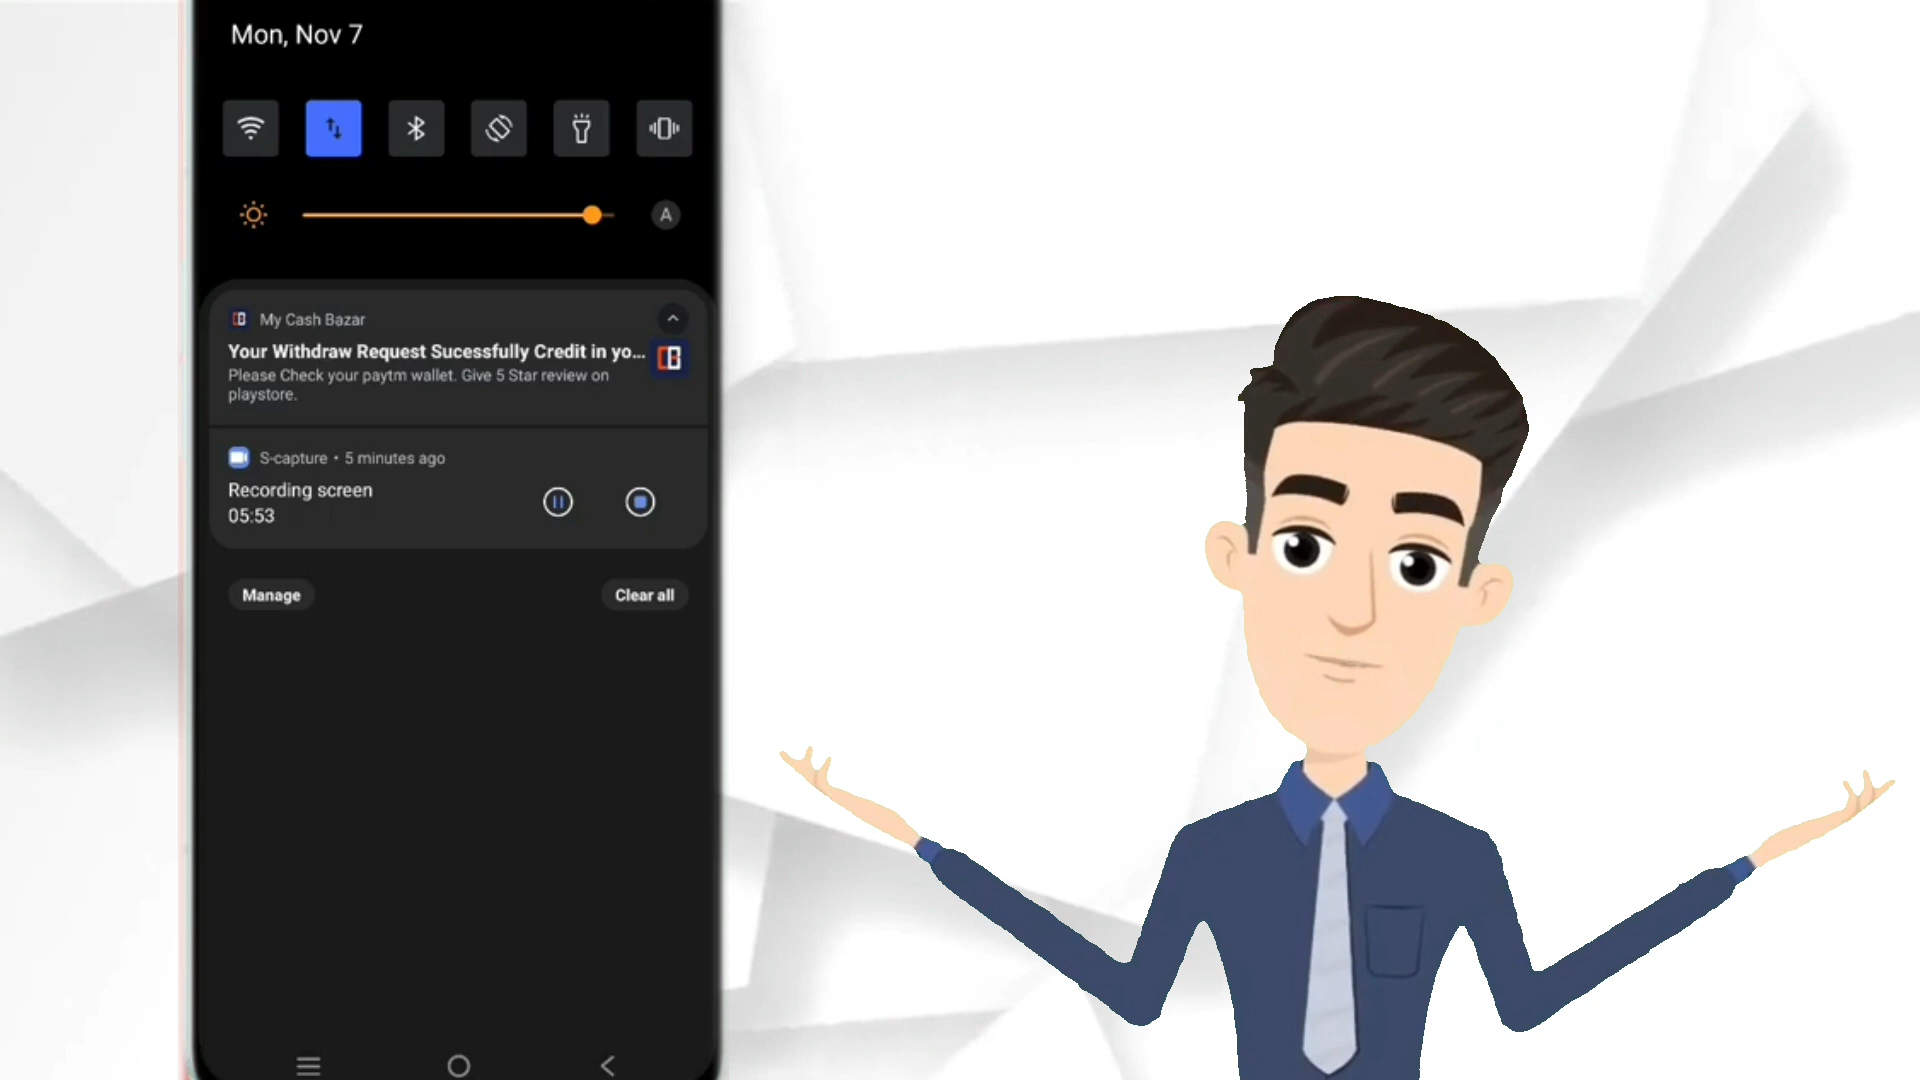 Mon, Nov 7
A
My Cash Bazar
Your Withdraw Request Sucessfully Credit in yo...
Please Check your paytm wallet. Give 5 Star review on
playstore.
S-capture • 5 minutes ago
Recording screen
05:53
Manage
Clear all